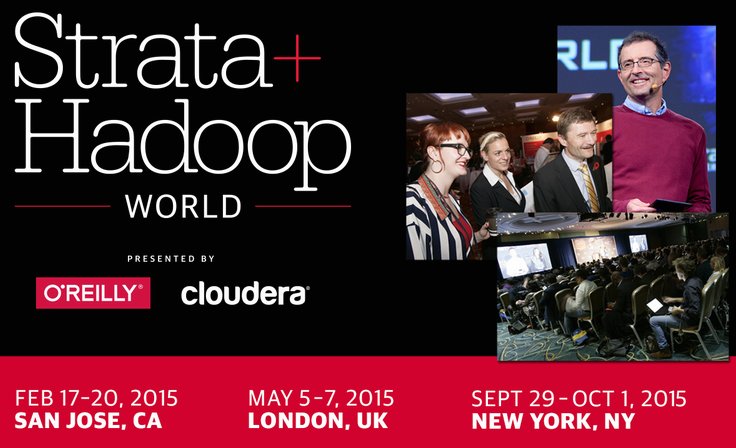 Strata+
Hadoop
WORLD
PRESENTED BY
O'REILLY®
cloudera®
FEB 17-20, 2015
SAN JOSE, CA
MAY 5-7, 2015
LONDON, UK
SEPT 29-OCT 1, 2015
NEW YORK, NY
RLD